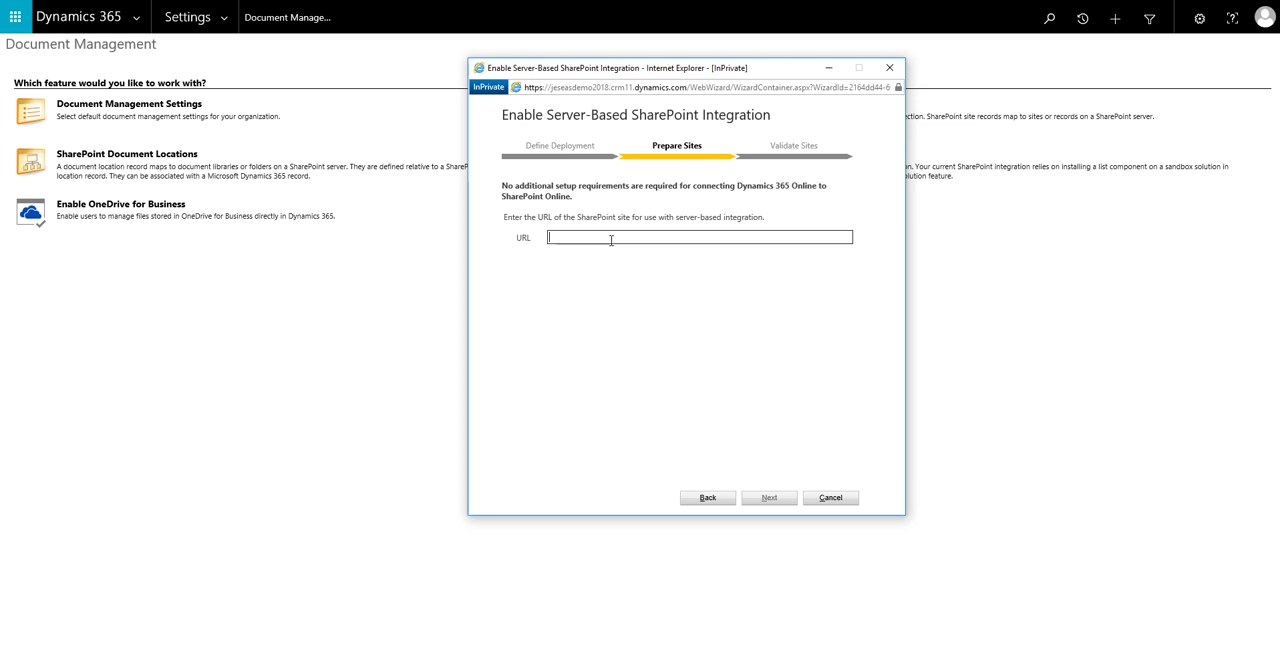 Dynamics 365 Settings Document Manage...
Document Management
Which feature would you like to work with?
Document Management Settings
Select default document management settings for your organization.
SharePoint Document Locations
A document location record maps to document libraries or folders on a SharePoint server. They are defined relative to a ShareP
location record. They can be associated with a Microsoft Dynamics 365 record.
Enable OneDrive for Business
Enable users to manage files stored in OneDrive for Business directly in Dynamics 365.
Enable Server-Based SharePoint Integration - Internet Explorer - [InPrivate]
InPrivate https://jeseasdemo2018.crm11.dynamics.com/WebWizard/WizardContainer.aspx?WizardId=2164dd44-6
Enable Server-Based SharePoint Integration
Define Deployment Prepare Sites Validate Sites
No additional setup requirements are required for connecting Dynamics 365 Online to
SharePoint Online.
Enter the URL of the SharePoint site for use with server-based integration.
URL
Back Next Cancel
ction. SharePoint site records map to sites or records on a SharePoint server.
n. Your current SharePoint integration relies on installing a list component on a sandbox solution in
olution feature.